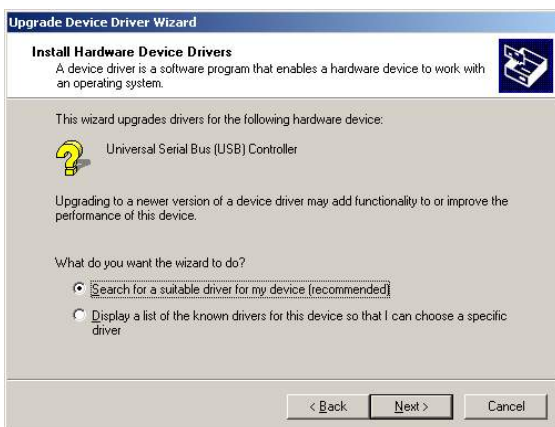 Upgrade Device Driver Wizard
Install Hardware Device Drivers
A device driver is a software program that enables a hardware device to work with
an operating system.
This wizard upgrades drivers for the following hardware device:
Universal Serial Bus (USB) Controller
Upgrading to a newer version of a device driver may add functionality to or improve the
performance of this device.
What do you want the wizard to do?
Search for a suitable driver for my device (recommended)
Display a list of the known drivers for this device so that I can choose a specific
driver
< Back Next > Cancel